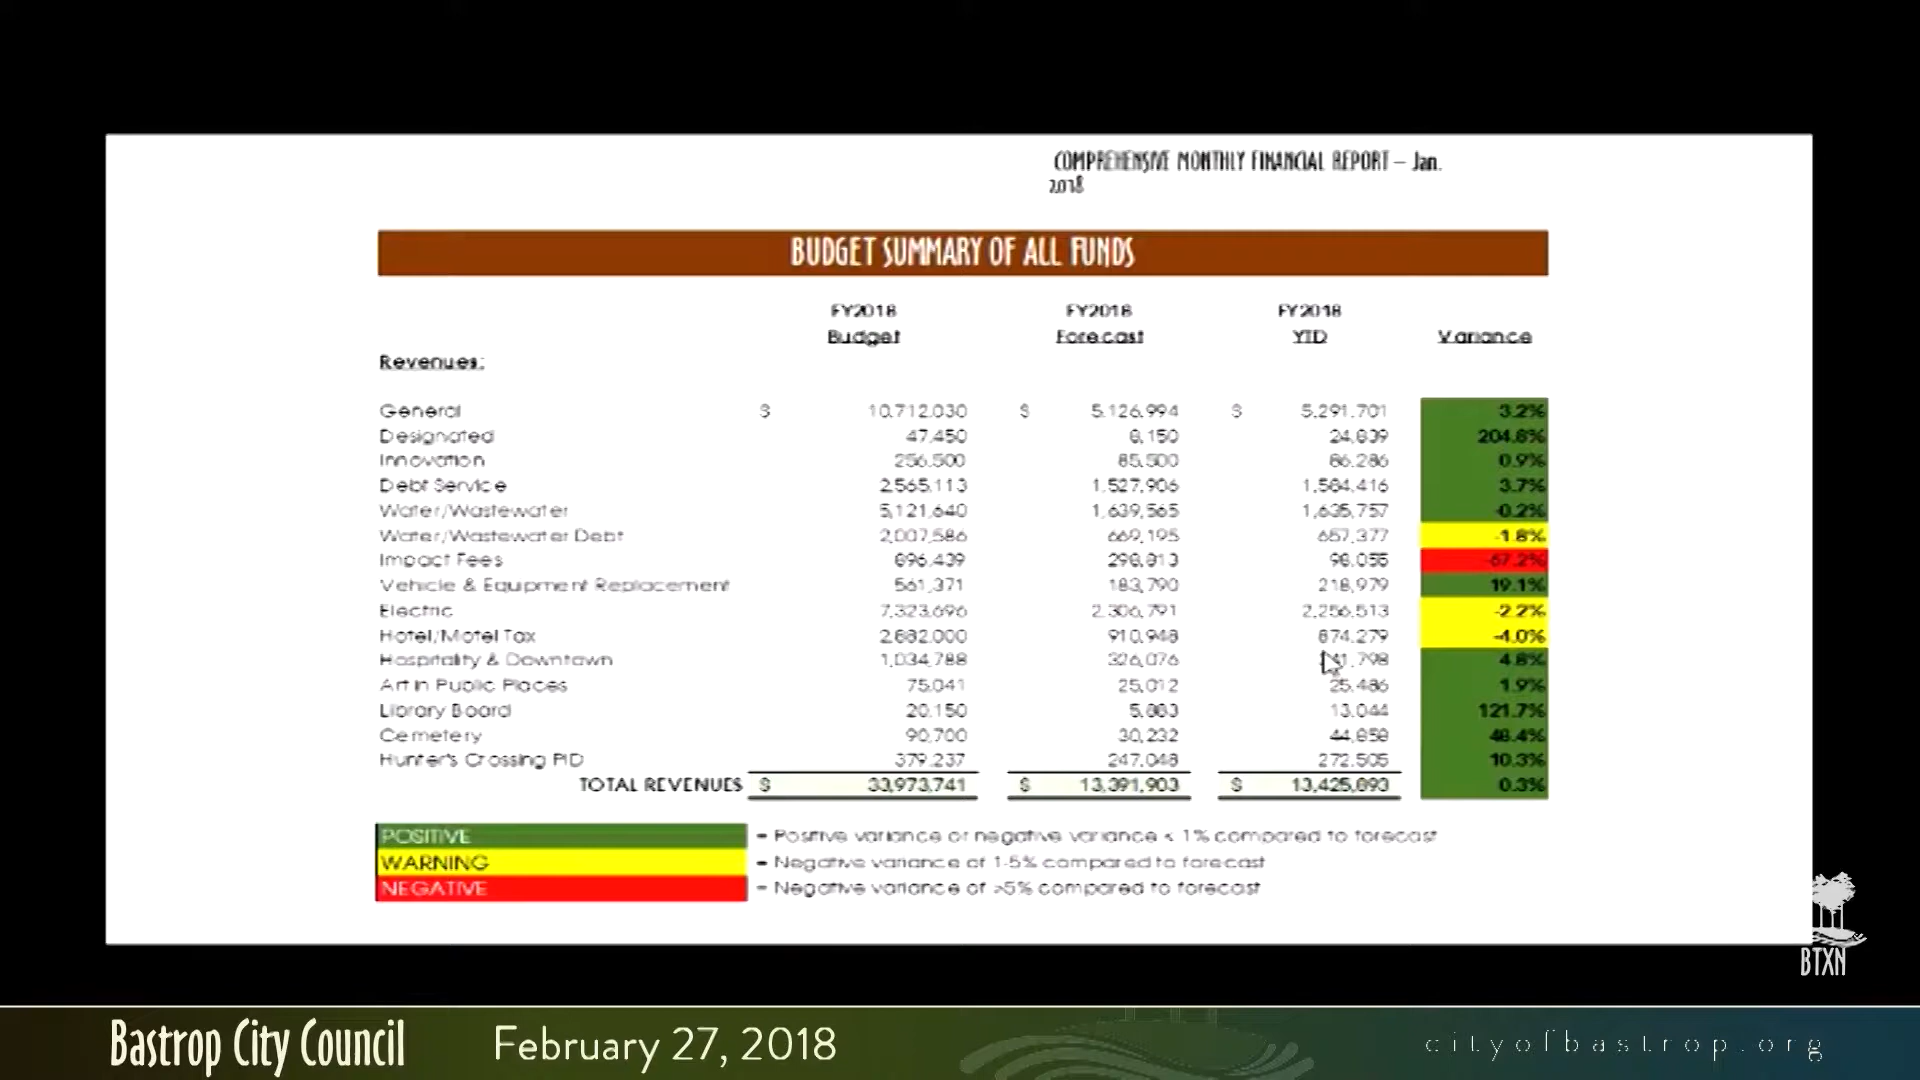 COMPREHENSIVE MONTHLY FINANCIAL REPORT – Jan.
2018
BUDGET SUMMARY OF ALL FUNDS
FY2018 FY2018 FY2018
Budget Forecast YTD Variance
Revenues:
General $ 10,712,030 $ 5,126,994 $ 5,291,701 3.2%
Designated 47,450 8,150 24,839 204.8%
Innovation 256,500 85,500 86,286 0.9%
Debt Service 2,565,113 1,527,906 1,584,416 3.7%
Water/Wastewater 5,121,640 1,639,565 1,635,757 -0.2%
Water/Wastewater Debt 2,007,586 669,195 657,377 -1.8%
Impact Fees 896,439 298,813 98,055 -67.2%
Vehicle & Equipment Replacement 561,371 183,790 218,979 19.1%
Electric 7,323,696 2,306,791 2,256,513 -2.2%
Hotel/Motel Tax 2,882,000 910,948 874,279 -4.0%
Hospitality & Downtown 1,034,788 326,076 4.8%
Art in Public Places 75,041 25,012 25,486 1.9%
Library Board 20,150 5,883 13,044 121.7%
Cemetery 90,700 30,232 44,858 48.4%
Hunter's Crossing PID 379,237 247,048 272,505 10.3%
TOTAL REVENUES $ 33,973,741 $ 13,391,903 $ 13,425,893 0.3%
POSITIVE = Positive variance or negative variance < 1% compared to forecast
WARNING = Negative variance of 1-5% compared to forecast
NEGATIVE = Negative variance of >5% compared to forecast
BTXN
Bastrop City Council February 27, 2018 cityofbastrop.org